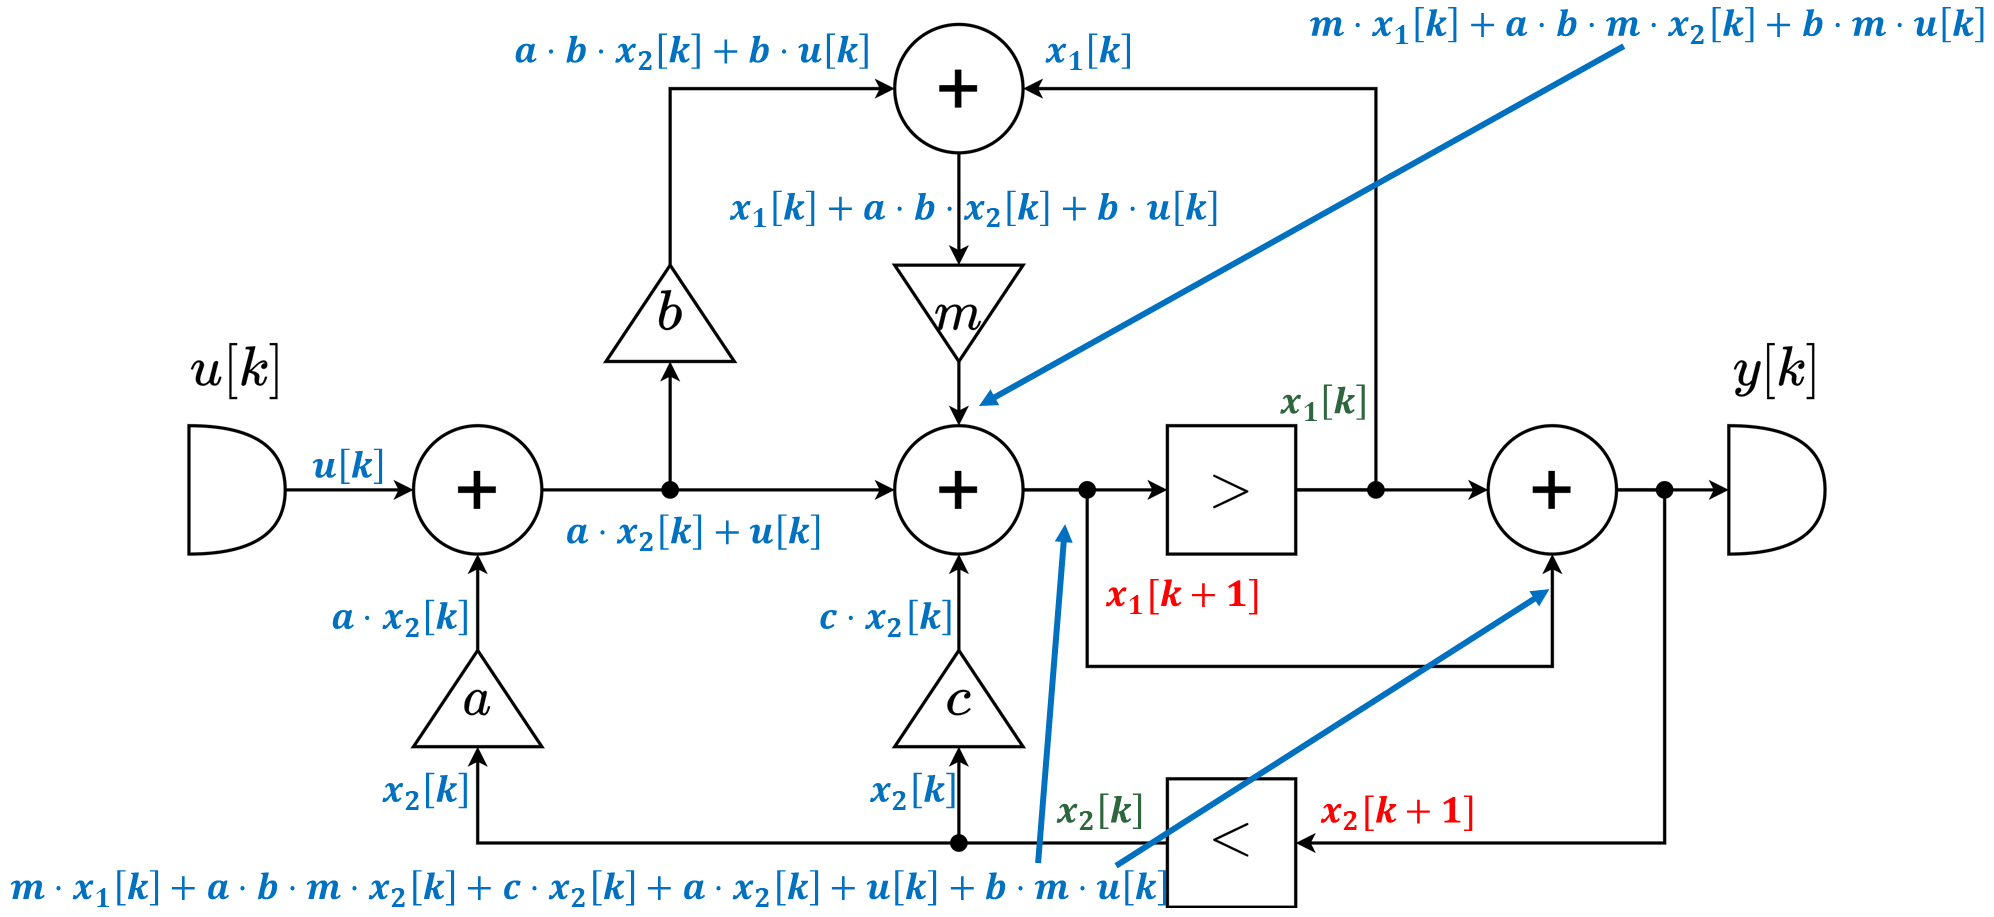 m · x₁[k] + a · b · m · x₂[k] + b · m · u[k]
a · b · x₂[k] + b · u[k]
+
x₁[k]
x₁[k] + a · b · x₂[k] + b · u[k]
b
m
u[k]
y[k]
x₁[k]
u[k]
+
+
>
+
a · x₂[k] + u[k]
x₁[k + 1]
a · x₂[k]
c · x₂[k]
a
c
x₂[k]
x₂[k]
x₂[k]
<
x₂[k + 1]
m · x₁[k] + a · b · m · x₂[k] + c · x₂[k] + a · x₂[k] + u[k] + b · m · u[k]